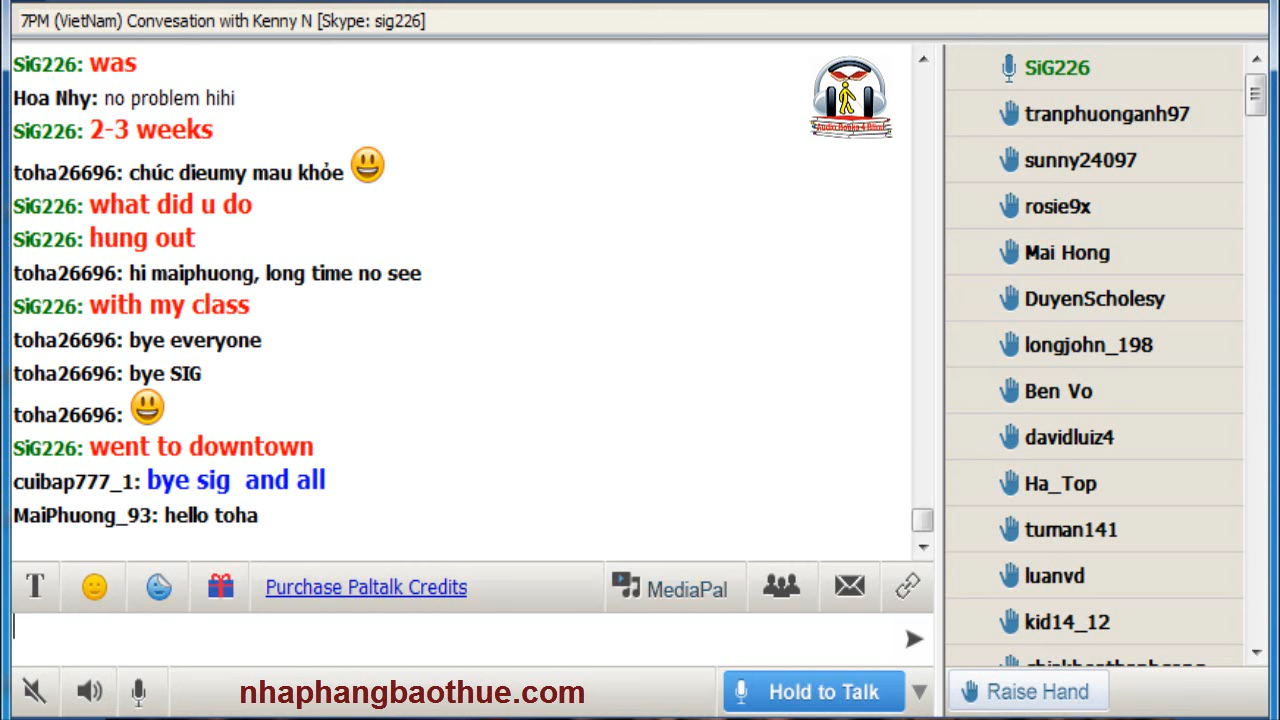 7PM (VietNam) Convesation with Kenny N [Skype: sig226]
SiG226: was
Hoa Nhy: no problem hihi
SiG226: 2-3 weeks
toha26696: chúc dieumy mau khỏe
SiG226: what did u do
SiG226: hung out
toha26696: hi maiphuong, long time no see
SiG226: with my class
toha26696: bye everyone
toha26696: bye SIG
toha26696:
SiG226: went to downtown
cuibap777_1: bye sig and all
MaiPhuong_93: hello toha
Audio Books 4 Blind
SiG226
tranphuonganh97
sunny24097
rosie9x
Mai Hong
DuyenScholesy
longjohn_198
Ben Vo
davidluiz4
Ha_Top
tuman141
luanvd
kid14_12
T
Purchase Paltalk Credits
MediaPal
nhaphangbaothue.com
Hold to Talk
Raise Hand